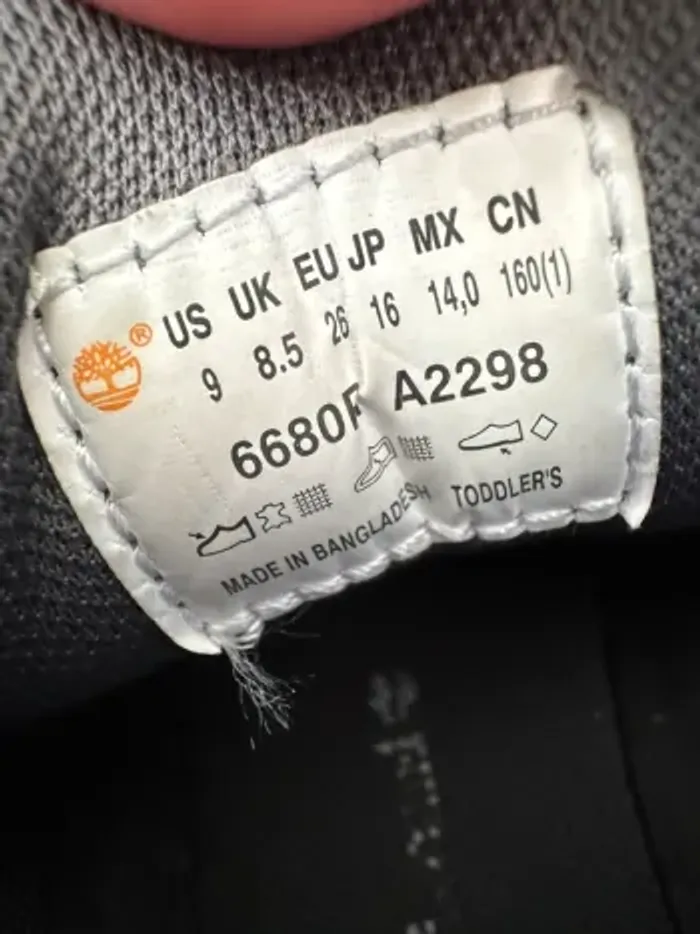 ® US UK EU JP MX CN
9 8.5 26 16 14,0 160(1)
6680R A2298
MADE IN BANGLADESH TODDLER'S